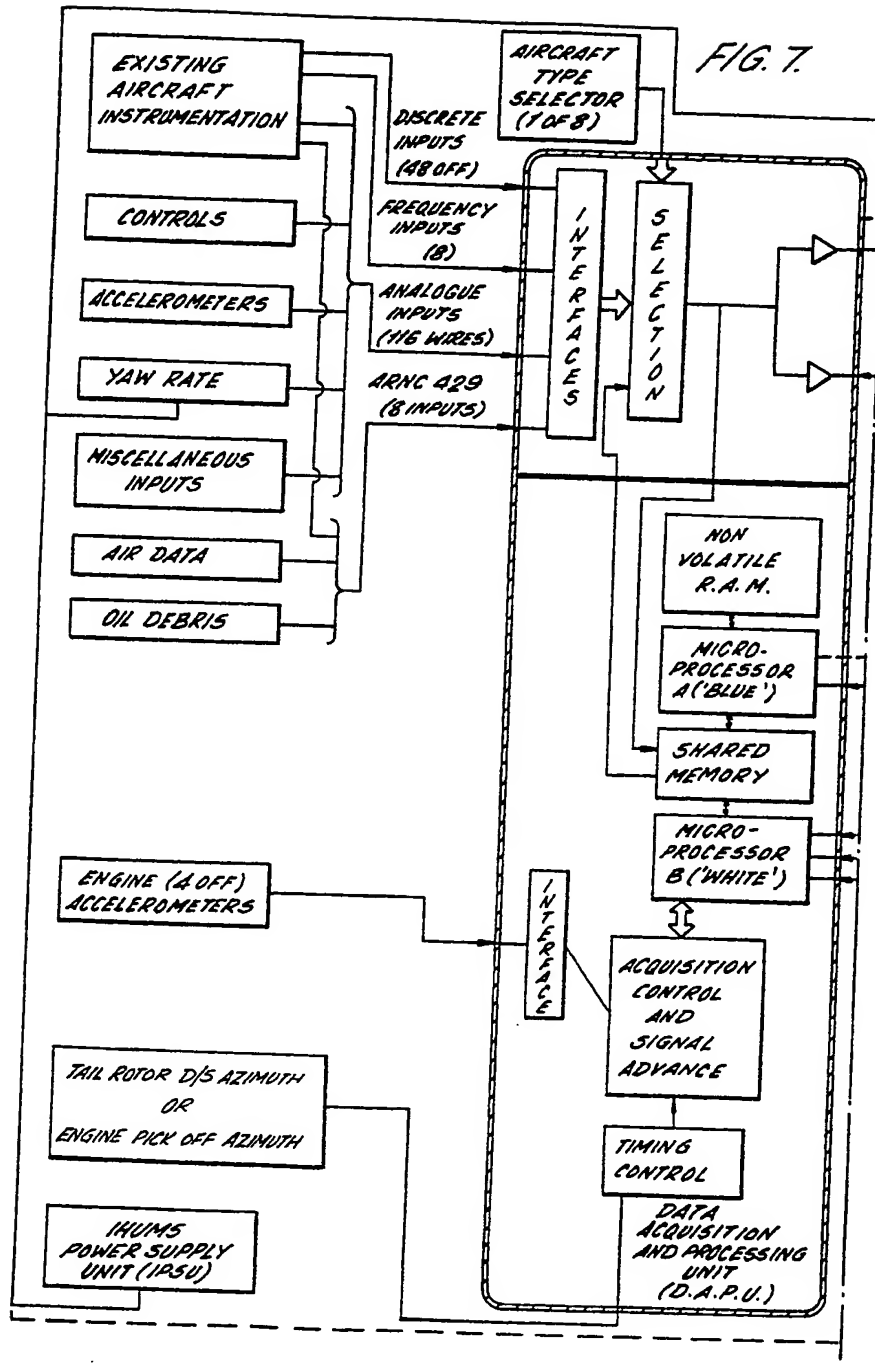 FIG. 7.
EXISTING
AIRCRAFT
INSTRUMENTATION
CONTROLS
ACCELEROMETERS
YAW RATE
MISCELLANEOUS
INPUTS
AIR DATA
OIL DEBRIS
ENGINE (4 OFF)
ACCELEROMETERS
TAIL ROTOR D/S AZIMUTH
OR
ENGINE PICK OFF AZIMUTH
IHUMS
POWER SUPPLY
UNIT (IPSU)
DISCRETE
INPUTS
(48 OFF)
FREQUENCY
INPUTS
(8)
ANALOGUE
INPUTS
(116 WIRES)
ARNC 429
(8 INPUTS)
AIRCRAFT
TYPE
SELECTOR
(1 OF 8)
INTERFACES
SELECTION
NON
VOLATILE
R.A.M.
MICRO-
PROCESSOR
A ('BLUE')
SHARED
MEMORY
MICRO-
PROCESSOR
B ('WHITE')
INTERFACE
ACQUISITION
CONTROL
AND
SIGNAL
ADVANCE
TIMING
CONTROL
DATA
ACQUISITION
AND PROCESSING
UNIT
(D.A.P.U.)